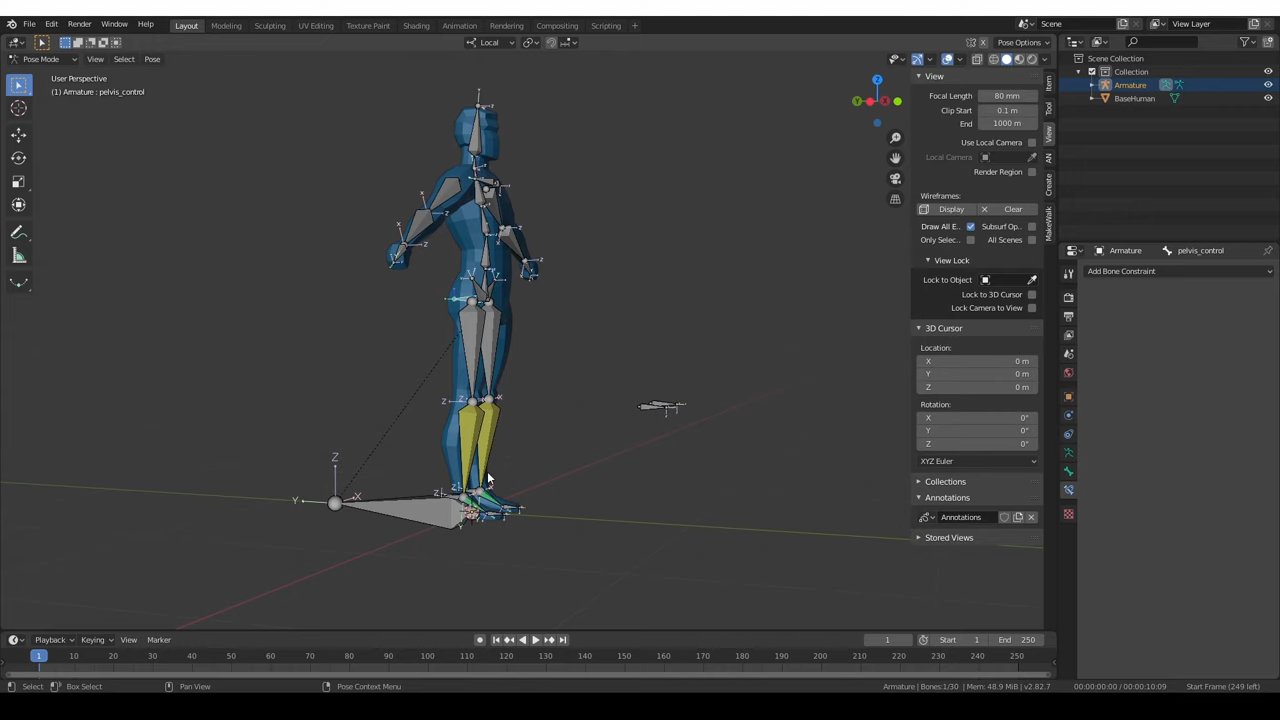 File Edit Render Window Help Layout Modeling Sculpting UV Editing Texture Paint Shading Animation Rendering Compositing Scripting + Scene View Layer
Local Pose Options
Pose Mode View Select Pose
User Perspective
(1) Armature : pelvis_control
Scene Collection
Collection
Armature
BaseHuman
View
Focal Length 80 mm
Clip Start 0.1 m
End 1000 m
Use Local Camera
Local Camera
Render Region
Wireframes:
Display Clear
Draw All E... Subsurf Op..
Only Selec.. All Scenes
View Lock
Lock to Object
Lock to 3D Cursor
Lock Camera to View
3D Cursor
Location:
X 0 m
Y 0 m
Z 0 m
Rotation:
X 0°
Y 0°
Z 0°
XYZ Euler
Collections
Annotations
Annotations
Stored Views
Item
Tool
View
AN
Create
MakeWalk
Armature pelvis_control
Add Bone Constraint
Z
Y
X
Playback Keying View Marker 1 Start 1 End 250
1 10 20 30 40 50 60 70 80 90 100 110 120 130 140 150 160 170 180 190 200 210 220 230 240 250
Select Box Select Pan View Pose Context Menu Armature | Bones:1/30 | Mem: 48.9 MiB | v2.82.7 00:00:00:00 / 00:00:10:09 Start Frame (249 left)